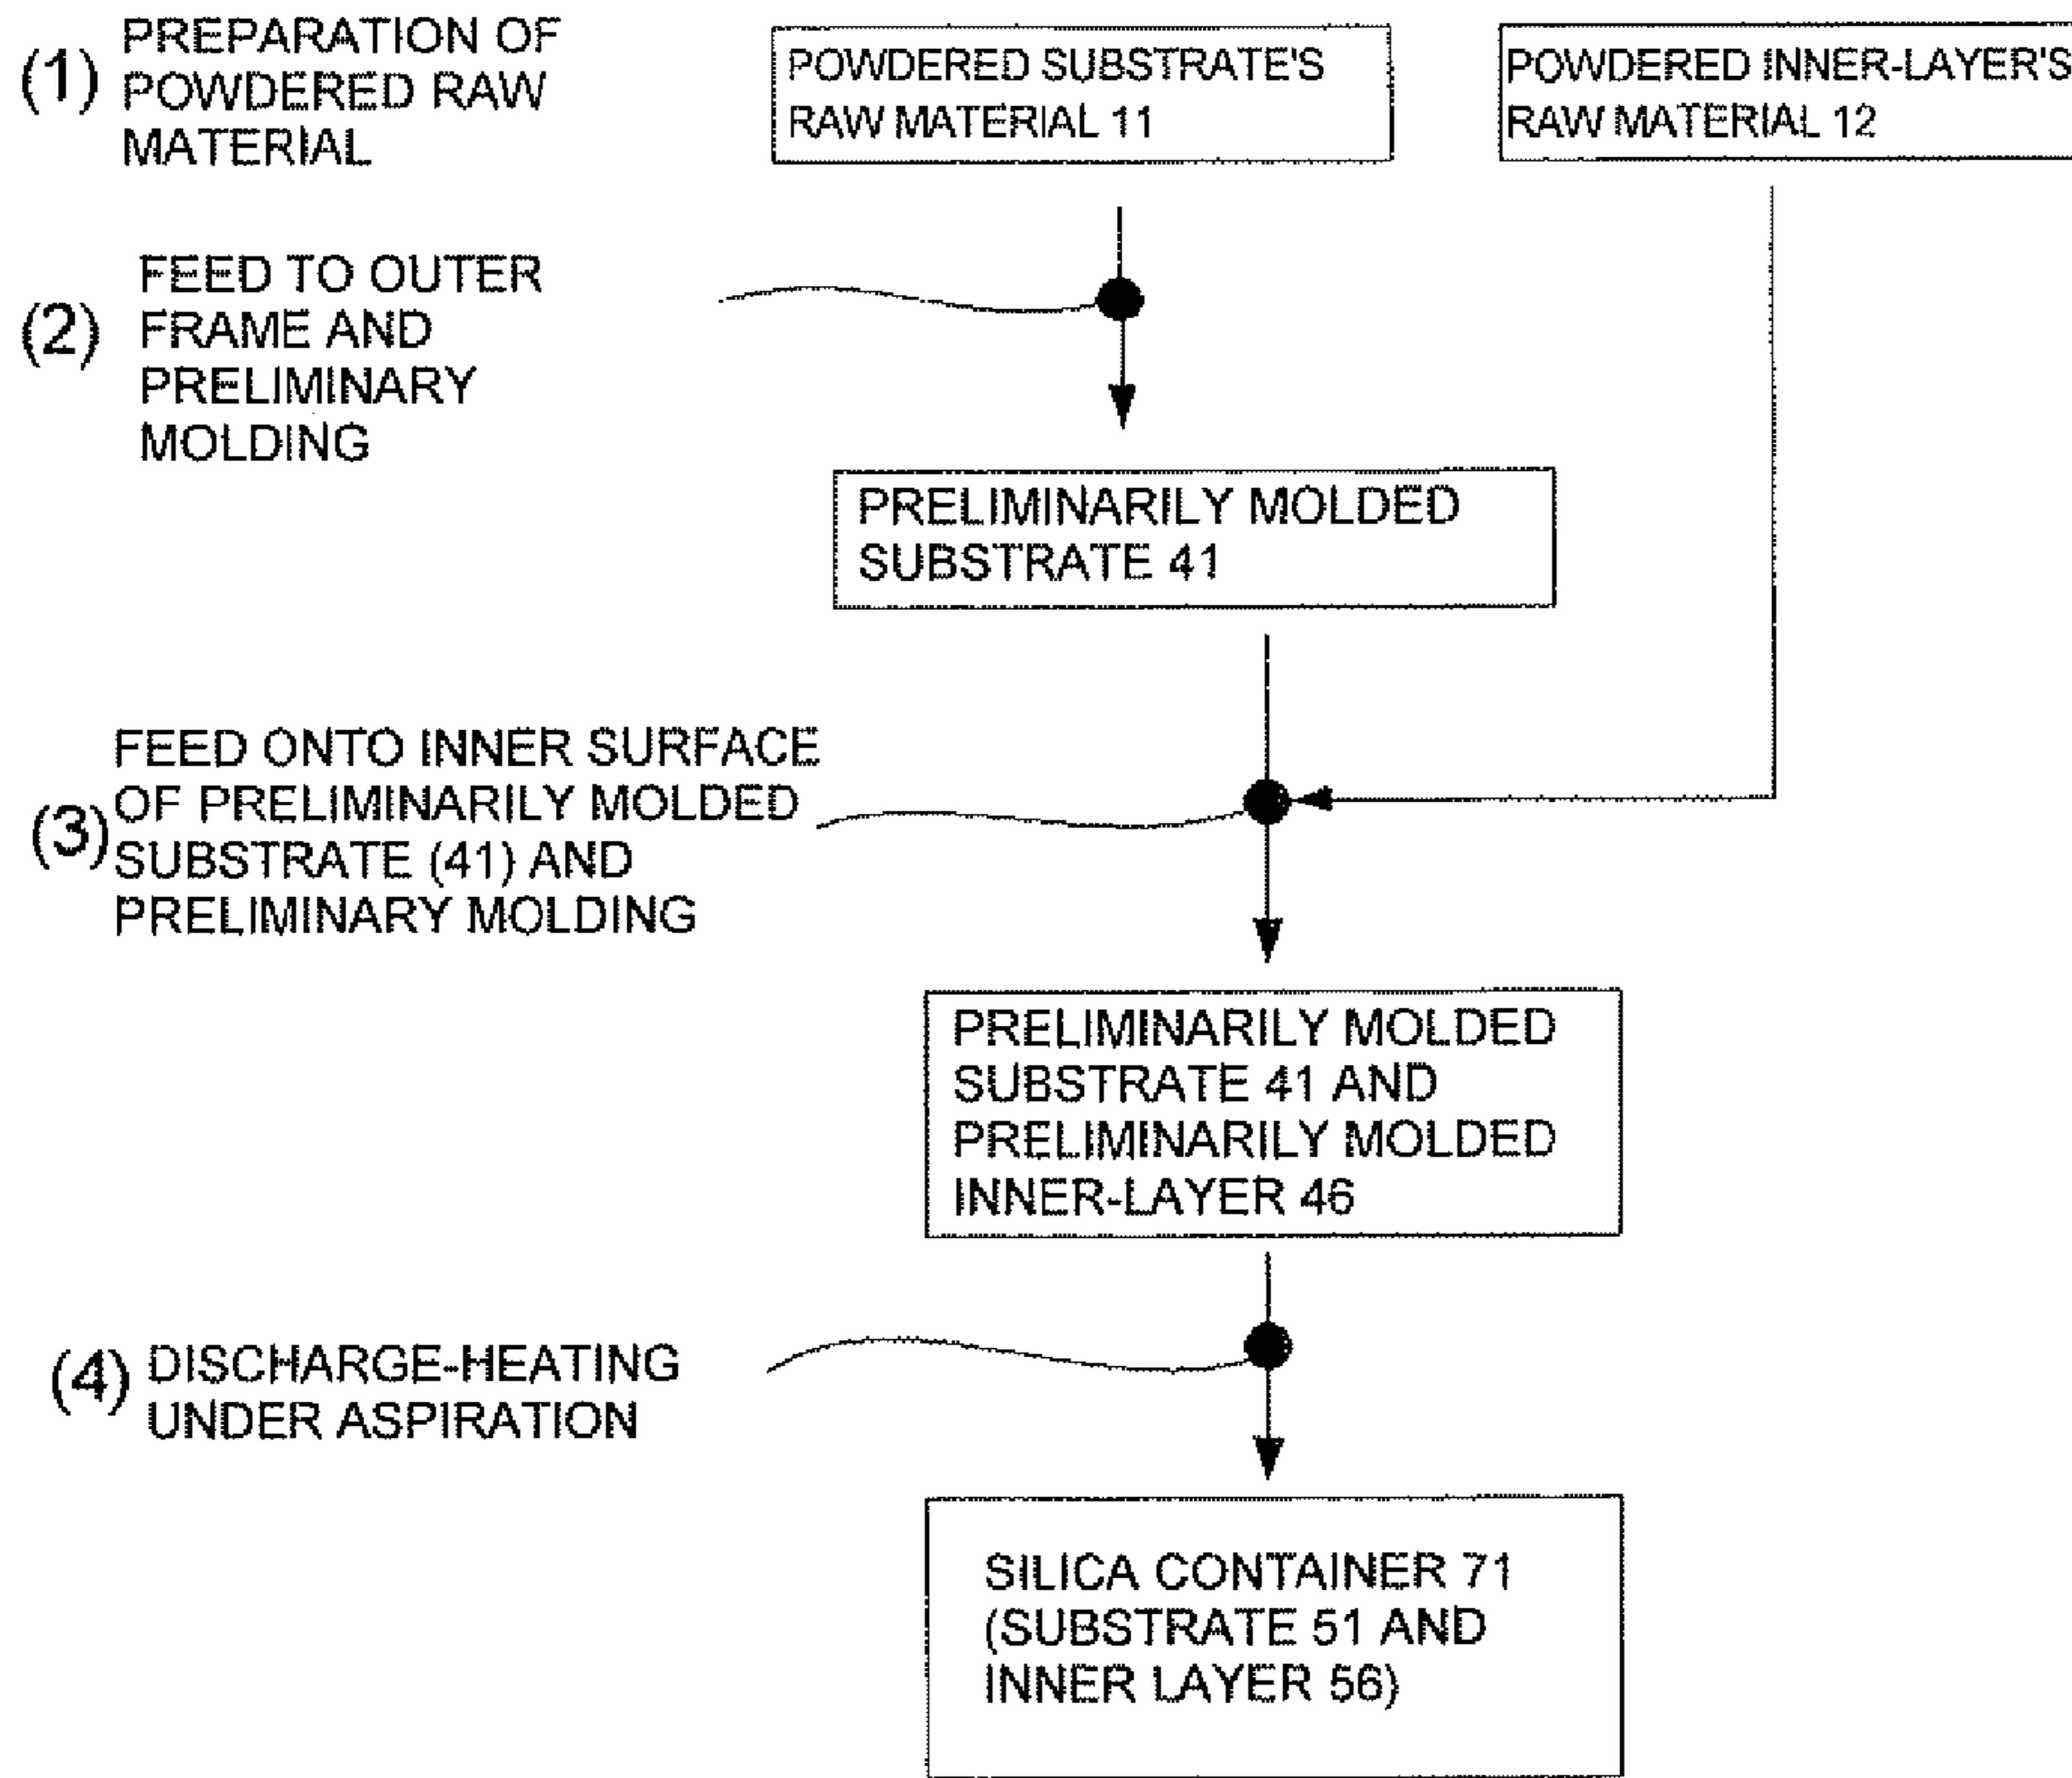 (1) PREPARATION OF
POWDERED RAW
MATERIAL
POWDERED SUBSTRATE'S
RAW MATERIAL 11
POWDERED INNER-LAYER'S
RAW MATERIAL 12
(2) FEED TO OUTER
FRAME AND
PRELIMINARY
MOLDING
PRELIMINARILY MOLDED
SUBSTRATE 41
(3) FEED ONTO INNER SURFACE
OF PRELIMINARILY MOLDED
SUBSTRATE (41) AND
PRELIMINARY MOLDING
PRELIMINARILY MOLDED
SUBSTRATE 41 AND
PRELIMINARILY MOLDED
INNER-LAYER 46
(4) DISCHARGE-HEATING
UNDER ASPIRATION
SILICA CONTAINER 71
(SUBSTRATE 51 AND
INNER LAYER 56)